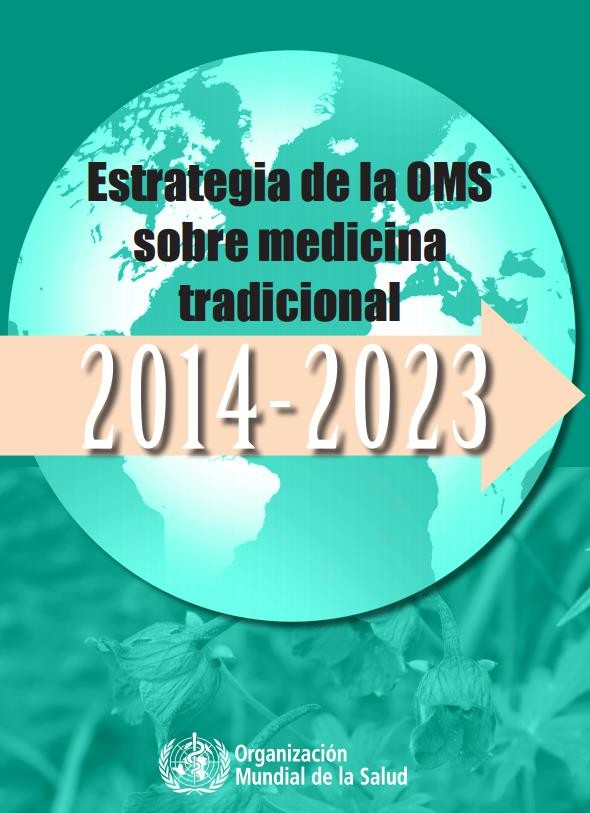 Estrategia de la OMS
sobre medicina
tradicional
2014-2023
Organización
Mundial de la Salud